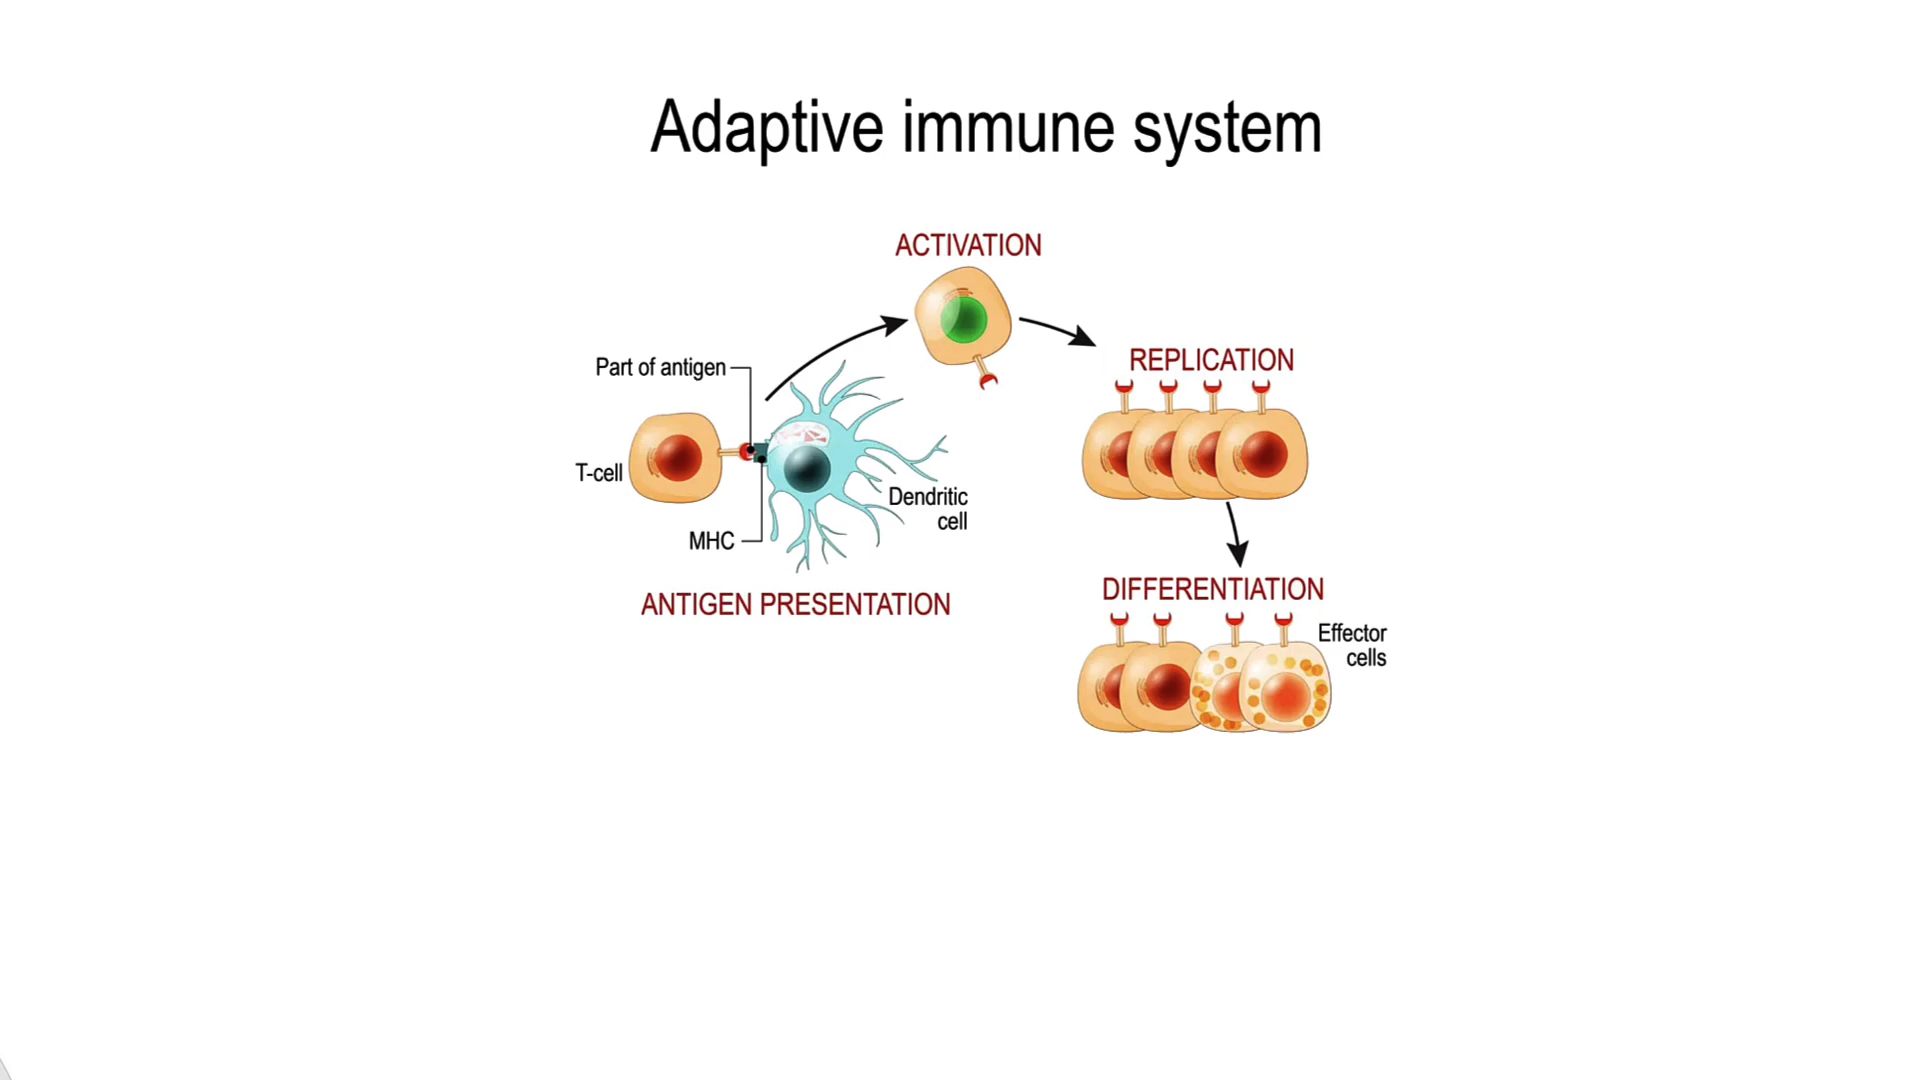 Adaptive immune system
ACTIVATION
Part of antigen
REPLICATION
T-cell
Dendritic
cell
MHC
ANTIGEN PRESENTATION
DIFFERENTIATION
Effector
cells